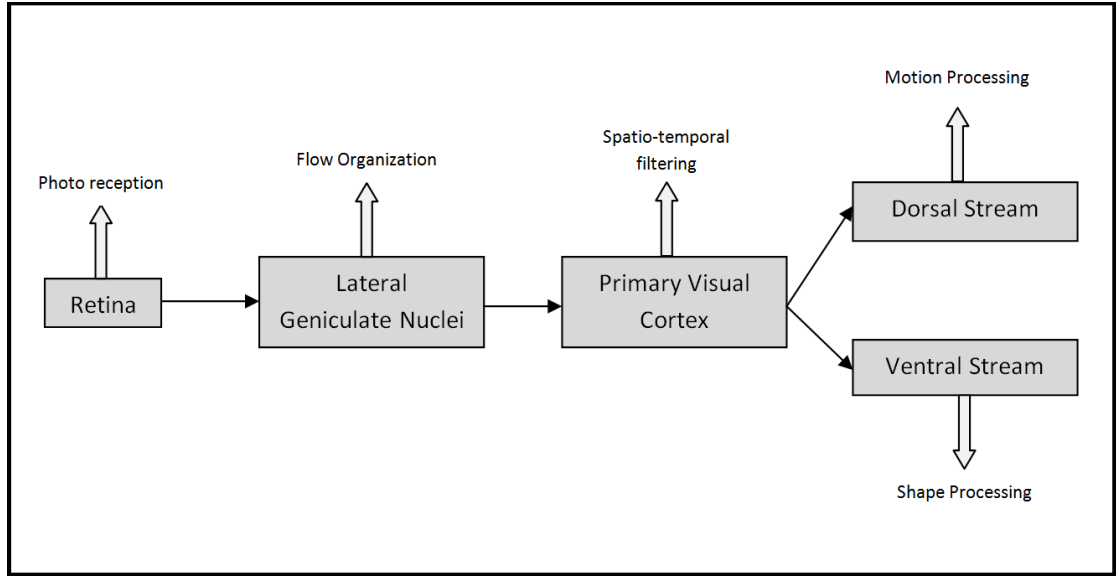 Photo reception
Retina
Flow Organization
Lateral
Geniculate Nuclei
Spatio-temporal
filtering
Primary Visual
Cortex
Motion Processing
Dorsal Stream
Ventral Stream
Shape Processing